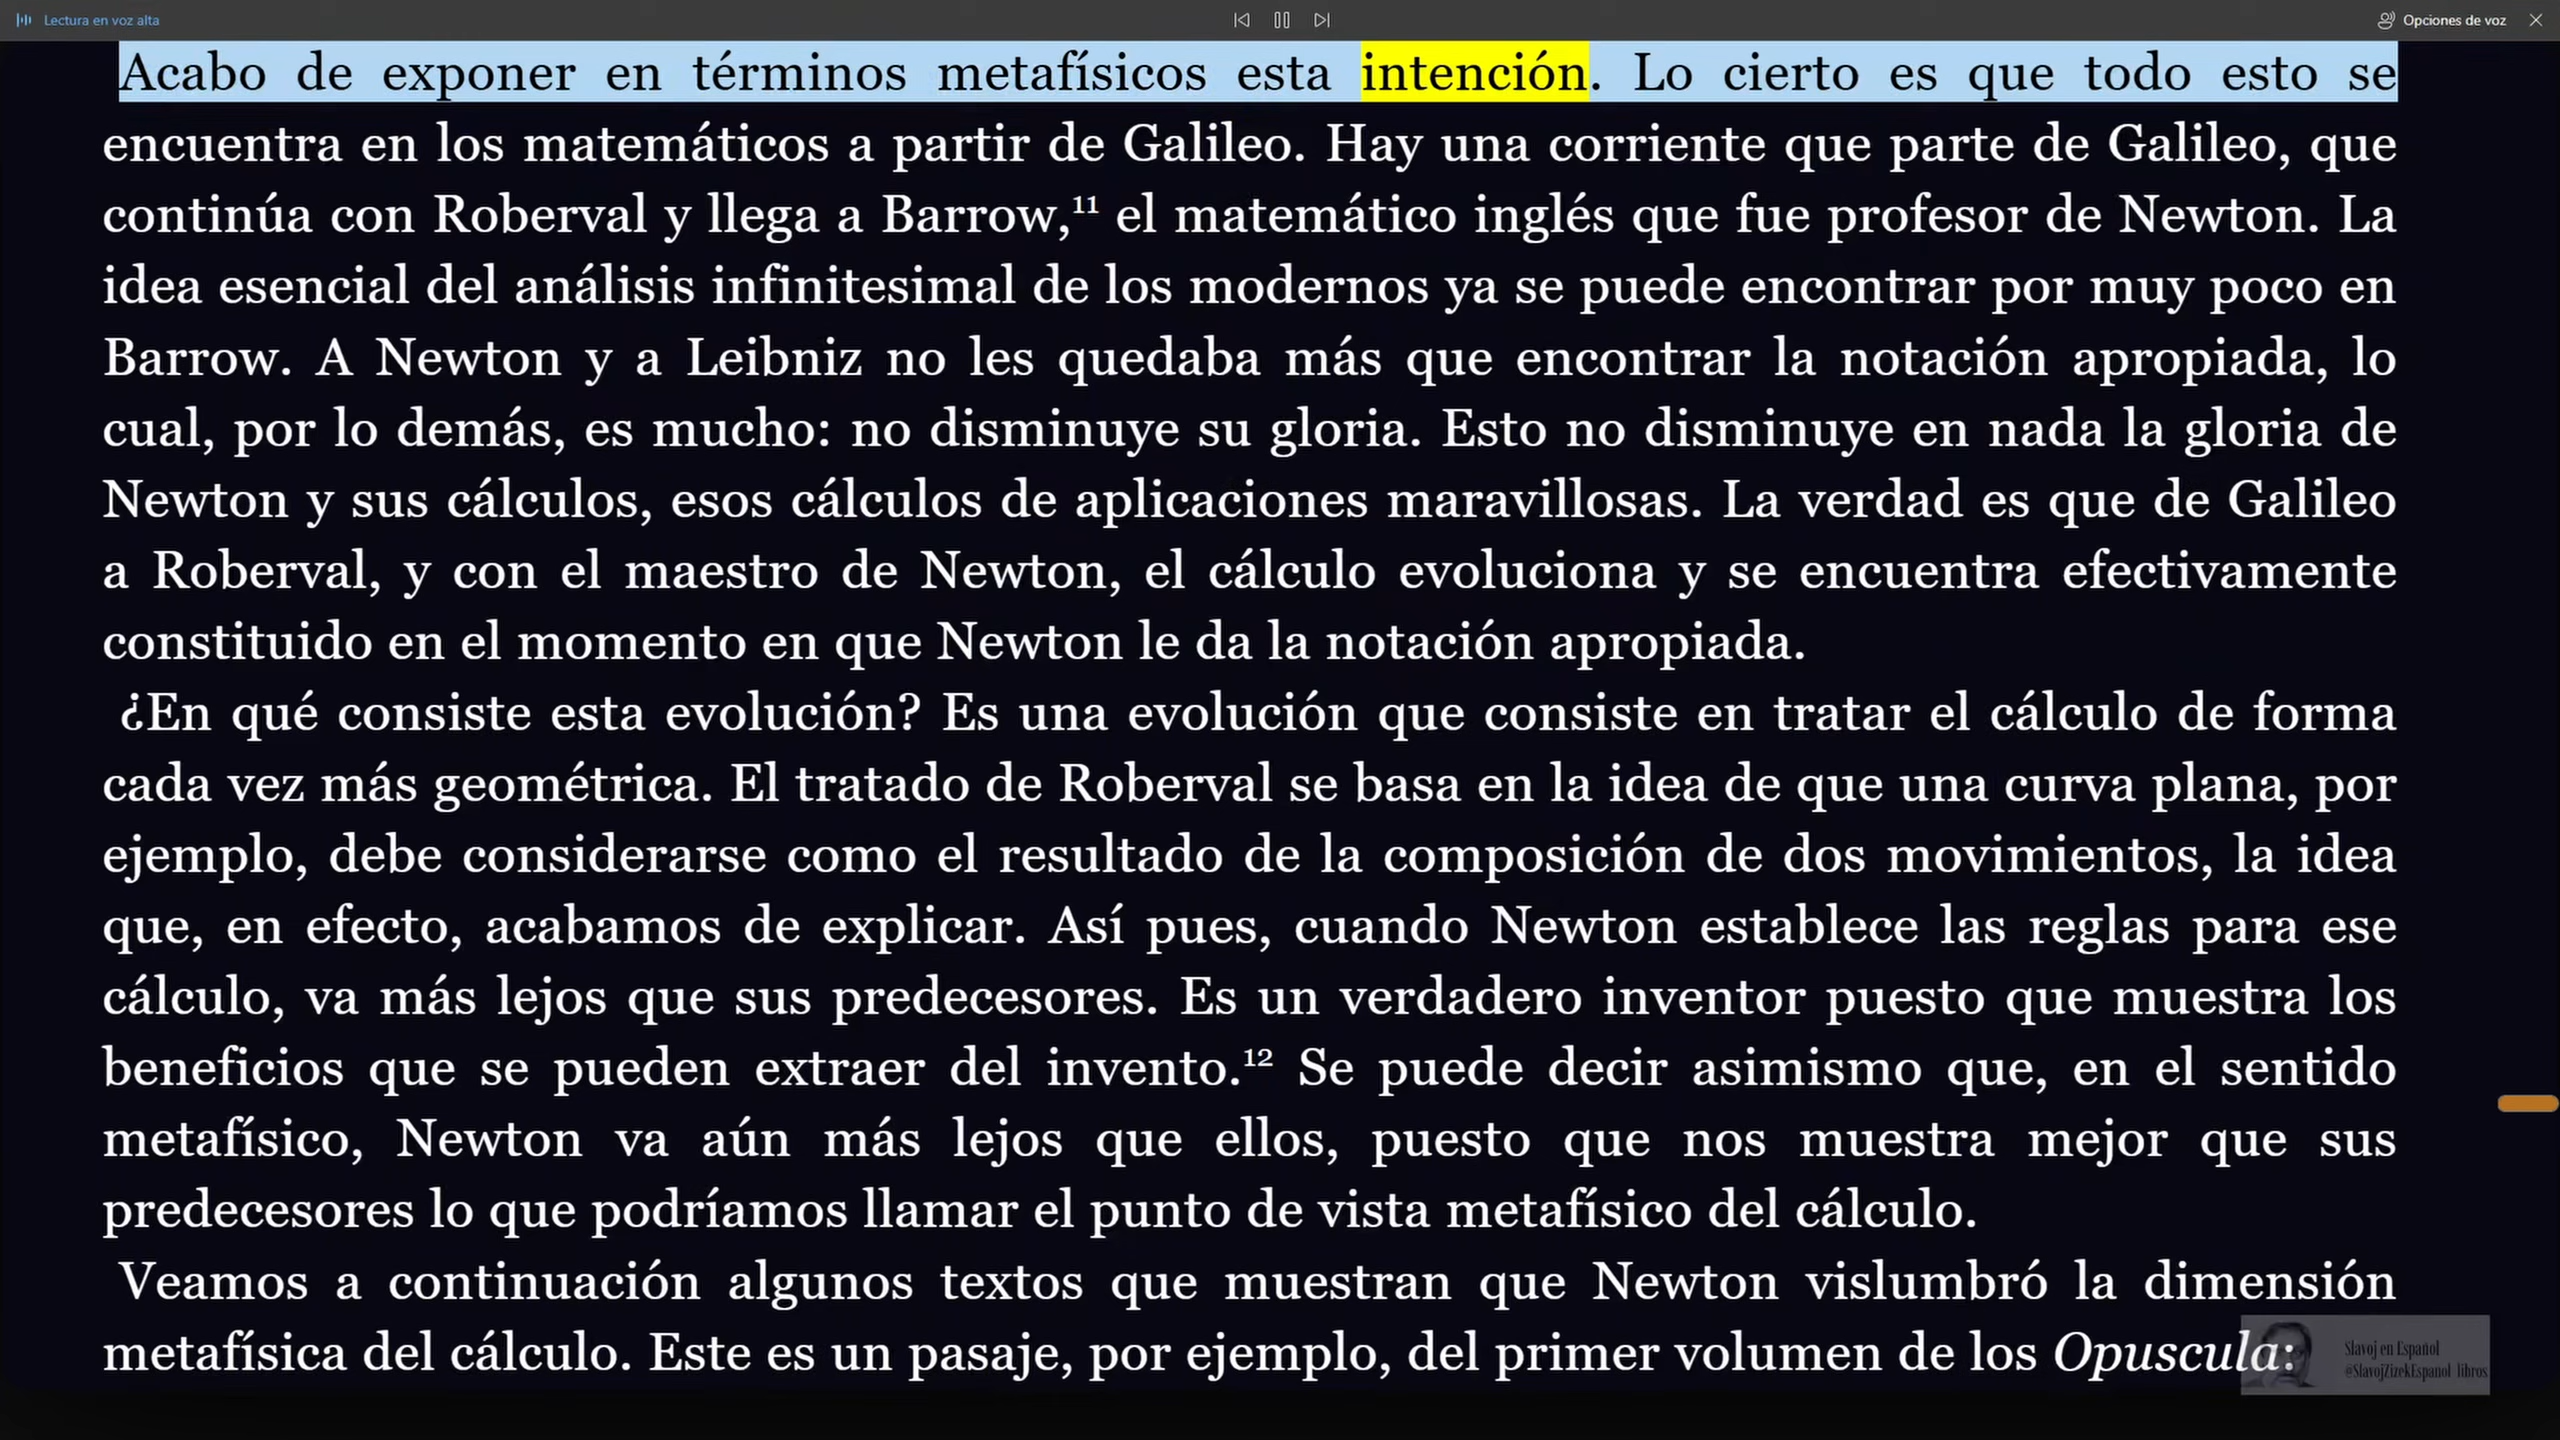 Lectura en voz alta
Opciones de voz
Acabo de exponer en términos metafísicos esta intención. Lo cierto es que todo esto se
encuentra en los matemáticos a partir de Galileo. Hay una corriente que parte de Galileo, que
continúa con Roberval y llega a Barrow,¹¹ el matemático inglés que fue profesor de Newton. La
idea esencial del análisis infinitesimal de los modernos ya se puede encontrar por muy poco en
Barrow. A Newton y a Leibniz no les quedaba más que encontrar la notación apropiada, lo
cual, por lo demás, es mucho: no disminuye su gloria. Esto no disminuye en nada la gloria de
Newton y sus cálculos, esos cálculos de aplicaciones maravillosas. La verdad es que de Galileo
a Roberval, y con el maestro de Newton, el cálculo evoluciona y se encuentra efectivamente
constituido en el momento en que Newton le da la notación apropiada.
¿En qué consiste esta evolución? Es una evolución que consiste en tratar el cálculo de forma
cada vez más geométrica. El tratado de Roberval se basa en la idea de que una curva plana, por
ejemplo, debe considerarse como el resultado de la composición de dos movimientos, la idea
que, en efecto, acabamos de explicar. Así pues, cuando Newton establece las reglas para ese
cálculo, va más lejos que sus predecesores. Es un verdadero inventor puesto que muestra los
beneficios que se pueden extraer del invento.¹² Se puede decir asimismo que, en el sentido
metafísico, Newton va aún más lejos que ellos, puesto que nos muestra mejor que sus
predecesores lo que podríamos llamar el punto de vista metafísico del cálculo.
Veamos a continuación algunos textos que muestran que Newton vislumbró la dimensión
metafísica del cálculo. Este es un pasaje, por ejemplo, del primer volumen de los Opuscula:
Slavoj en Español
@SlavojZizekEspanol_libros